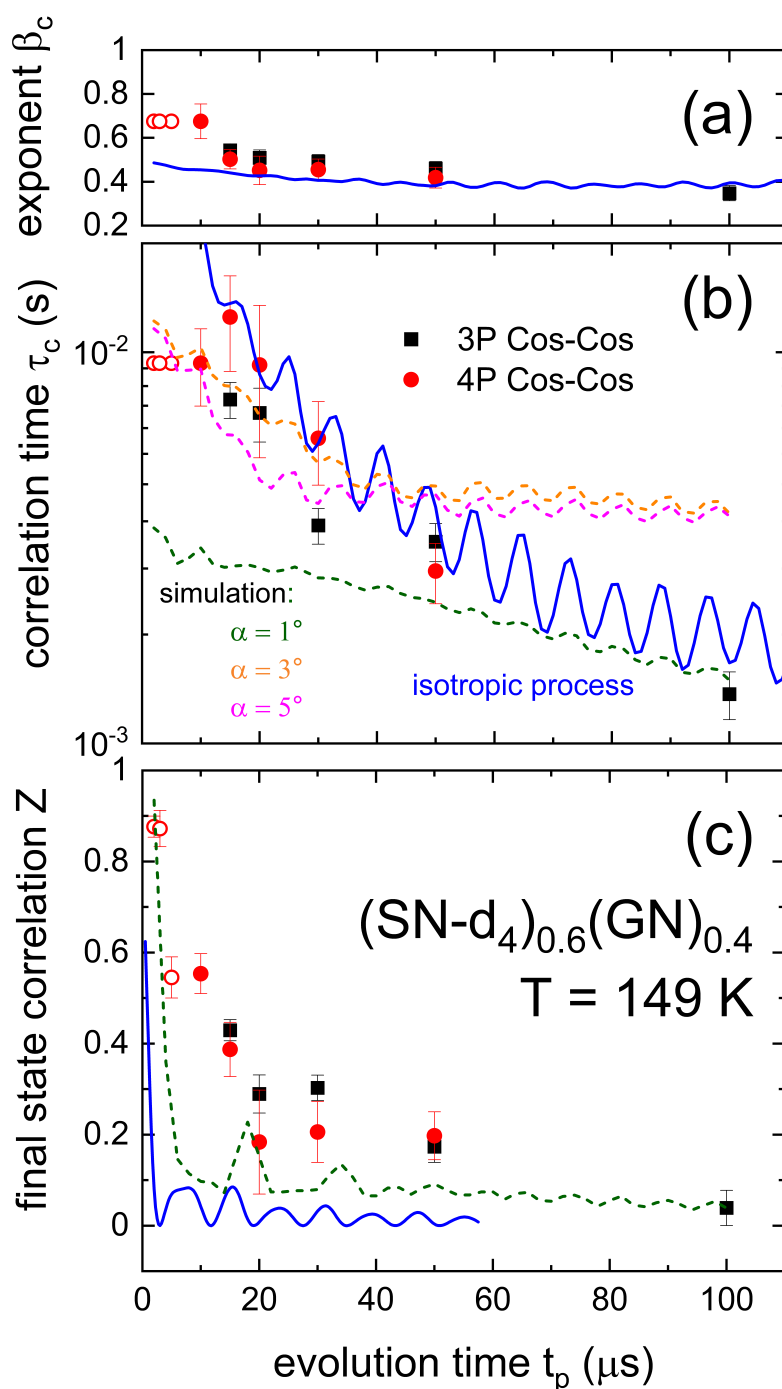 exponent β_c
1
0.8
0.6
0.4
0.2
(a)
correlation time τ_c (s)
10⁻²
10⁻³
(b)
3P Cos-Cos
4P Cos-Cos
simulation:
α = 1°
α = 3°
α = 5°
isotropic process
final state correlation Z
1
0.8
0.6
0.4
0.2
0
(c)
(SN-d₄)₀.₆(GN)₀.₄
T = 149 K
0 20 40 60 80 100
evolution time t_p (μs)